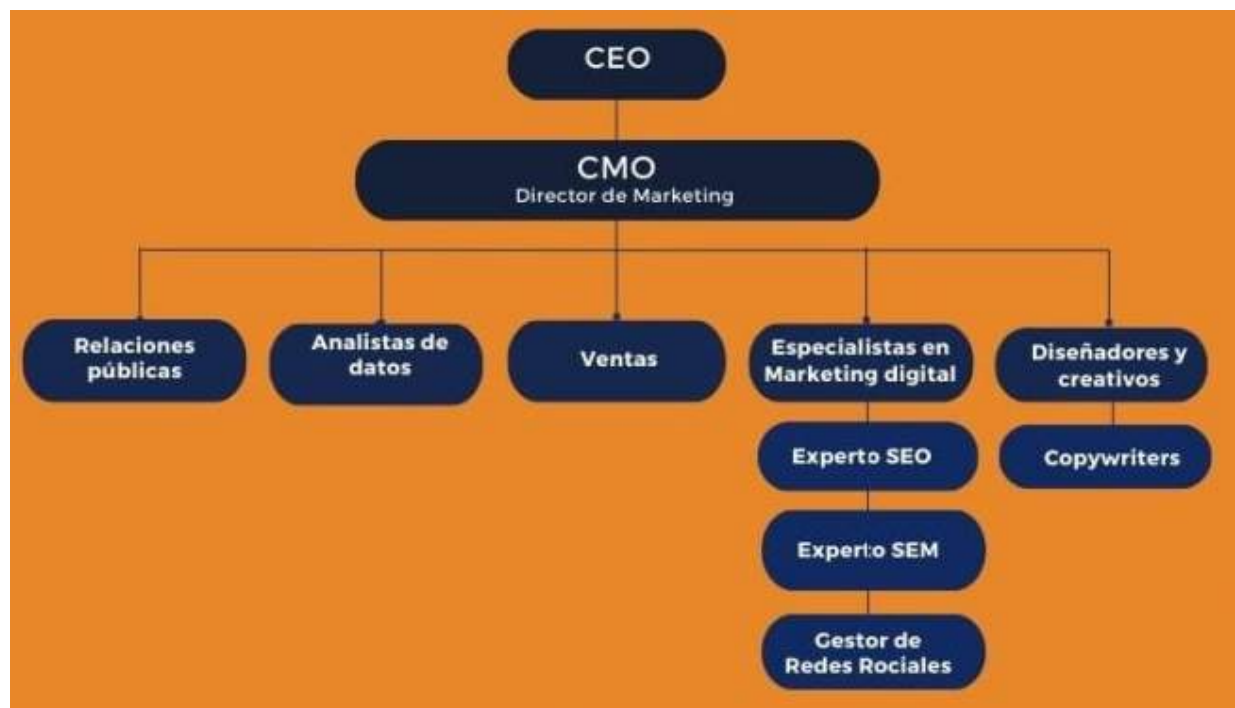 CEO
CMO
Director de Marketing
Relaciones
públicas
Analistas de
datos
Ventas
Especialistas en
Marketing digital
Diseñadores y
creativos
Experto SEO
Copywriters
Experto SEM
Gestor de
Redes Rociales